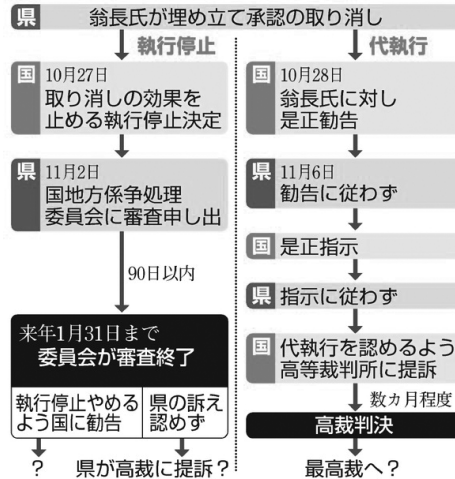 県 翁長氏が埋め立て承認の取り消し
執行停止
国 10月27日
取り消しの効果を
止める執行停止決定
県 11月2日
国地方係争処理
委員会に審査申し出
90日以内
来年1月31日まで
委員会が審査終了
執行停止やめる
よう国に勧告
県の訴え
認めず
?
県が高裁に提訴?
代執行
国 10月28日
翁長氏に対し
是正勧告
県 11月6日
勧告に従わず
国 是正指示
県 指示に従わず
国 代執行を認めるよう
高等裁判所に提訴
数ヵ月程度
高裁判決
最高裁へ?